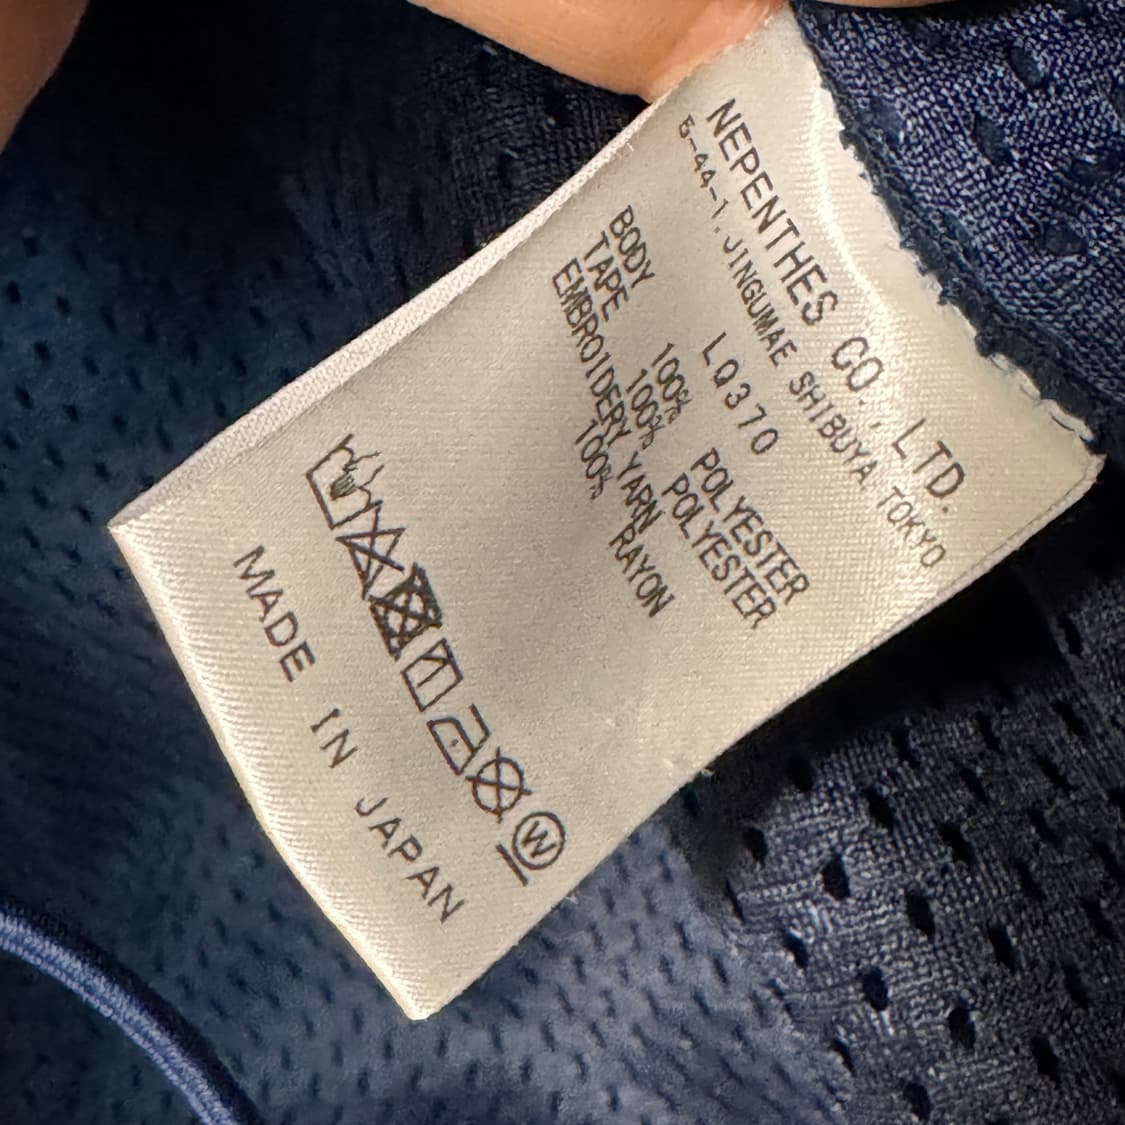 NEPENTHES CO., LTD.
5-44-1, JINGUMAE SHIBUYA TOKYO
LQ370
BODY 100% POLYESTER
TAPE 100% POLYESTER
EMBROIDERY YARN
100% RAYON
W
MADE IN JAPAN